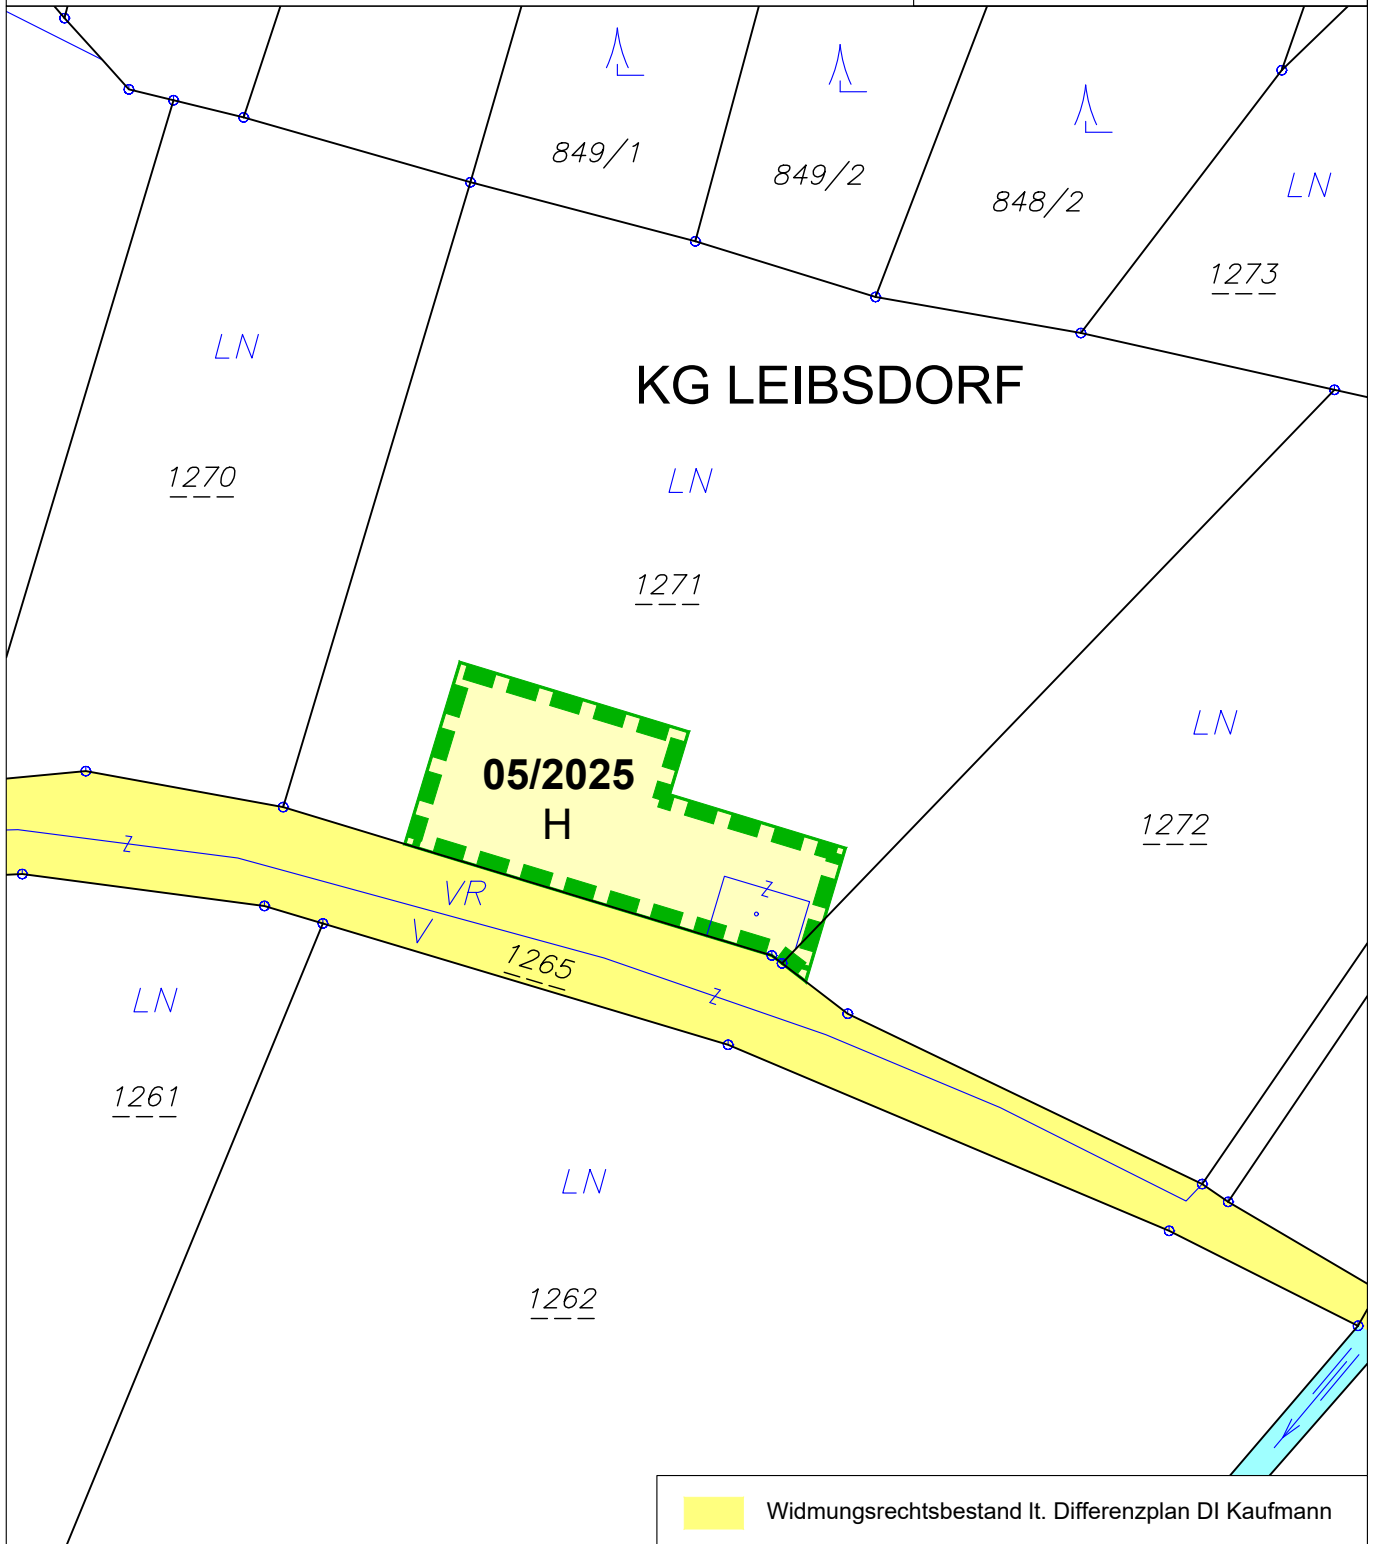 849/1
849/2
848/2
LN
1273
LN
KG LEIBSDORF
1270
LN
1271
LN
05/2025
H
1272
Z
Z
VR
V
1265
Z
LN
1261
LN
1262
Widmungsrechtsbestand lt. Differenzplan DI Kaufmann